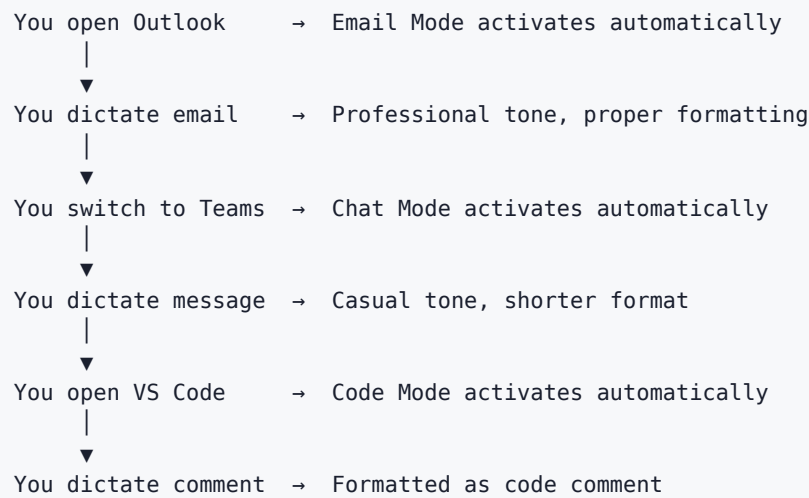 You open Outlook → Email Mode activates automatically
│
▼
You dictate email → Professional tone, proper formatting
│
▼
You switch to Teams → Chat Mode activates automatically
│
▼
You dictate message → Casual tone, shorter format
│
▼
You open VS Code → Code Mode activates automatically
│
▼
You dictate comment → Formatted as code comment